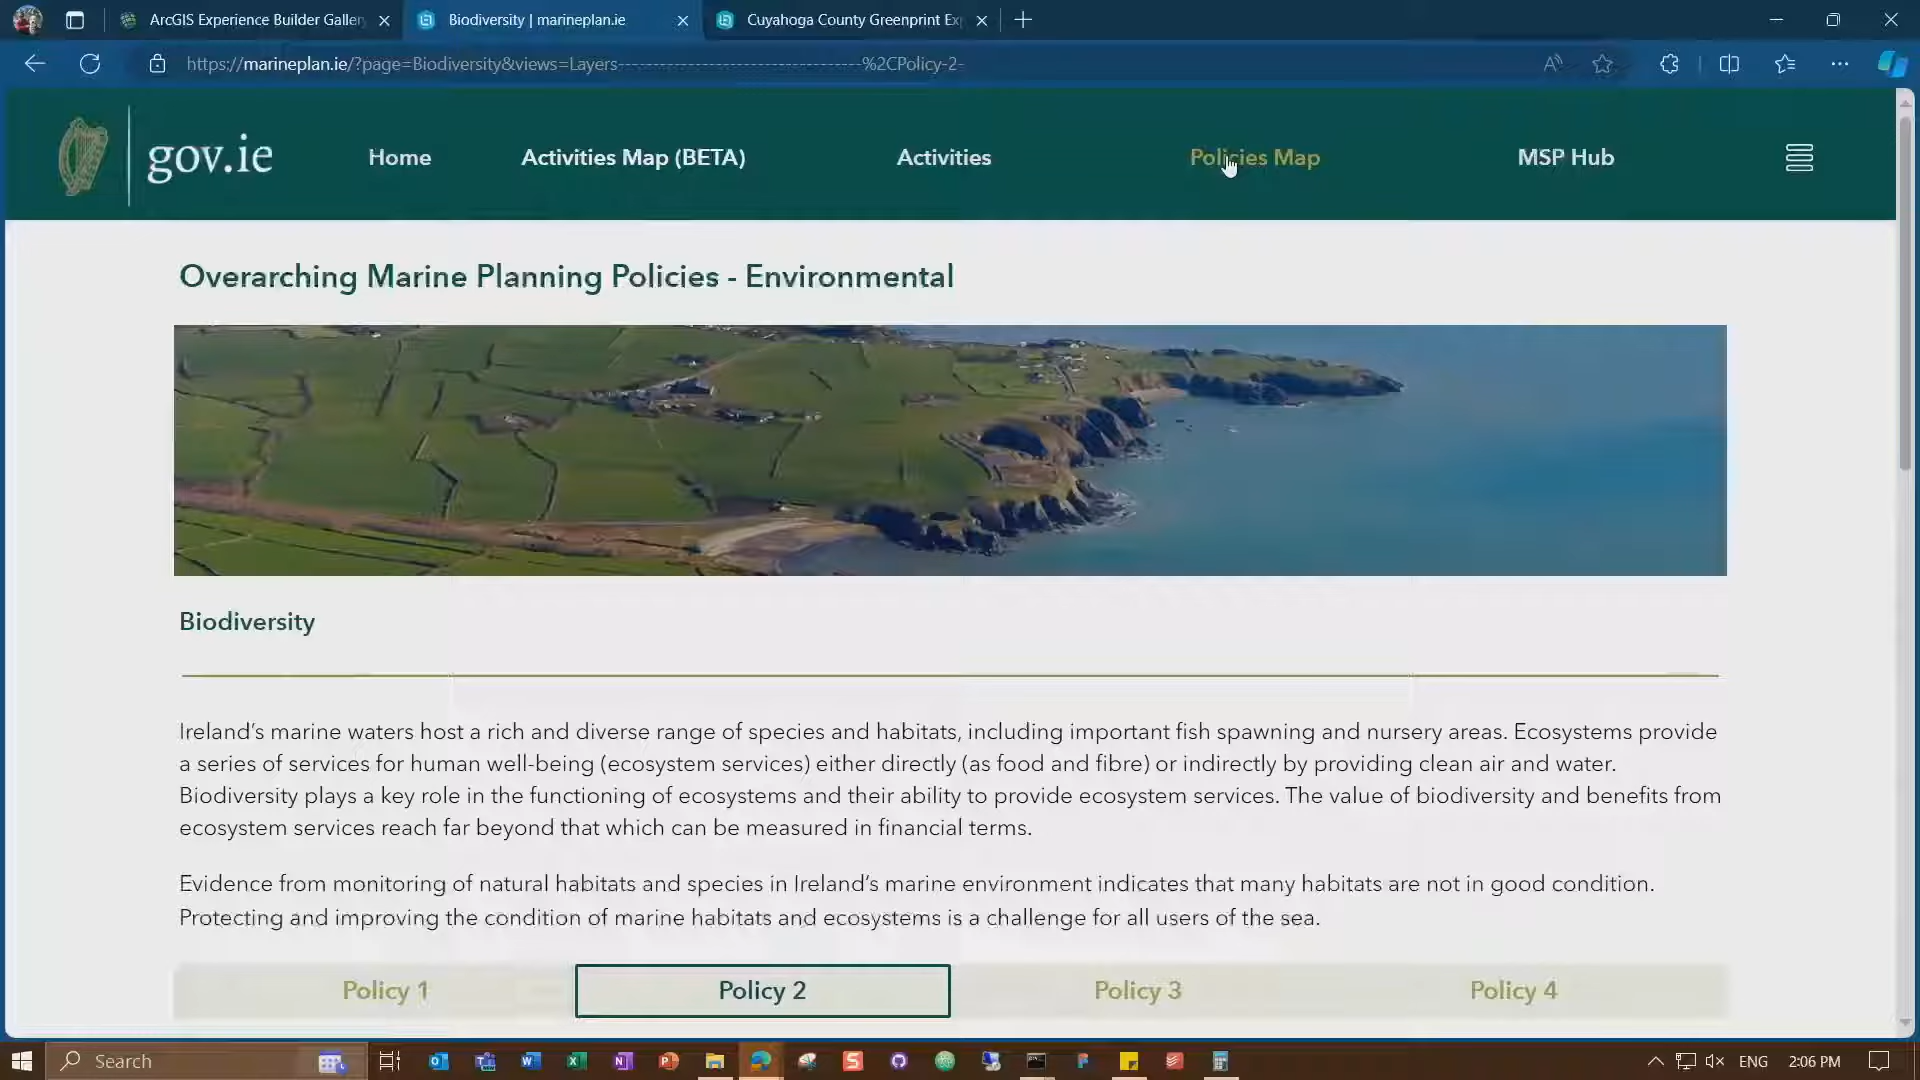 ArcGIS Experience Builder Galler
Biodiversity | marineplan.ie
Cuyahoga County Greenprint Ex
https://marineplan.ie/?page=Biodiversity&views=Layers-----------------------------------%2CPolicy-2-
gov.ie
Home
Activities Map (BETA)
Activities
Policies Map
MSP Hub
Overarching Marine Planning Policies - Environmental
Biodiversity
Ireland’s marine waters host a rich and diverse range of species and habitats, including important fish spawning and nursery areas. Ecosystems provide
a series of services for human well-being (ecosystem services) either directly (as food and fibre) or indirectly by providing clean air and water.
Biodiversity plays a key role in the functioning of ecosystems and their ability to provide ecosystem services. The value of biodiversity and benefits from
ecosystem services reach far beyond that which can be measured in financial terms.
Evidence from monitoring of natural habitats and species in Ireland’s marine environment indicates that many habitats are not in good condition.
Protecting and improving the condition of marine habitats and ecosystems is a challenge for all users of the sea.
Policy 1
Policy 2
Policy 3
Policy 4
Search
ENG
2:06 PM